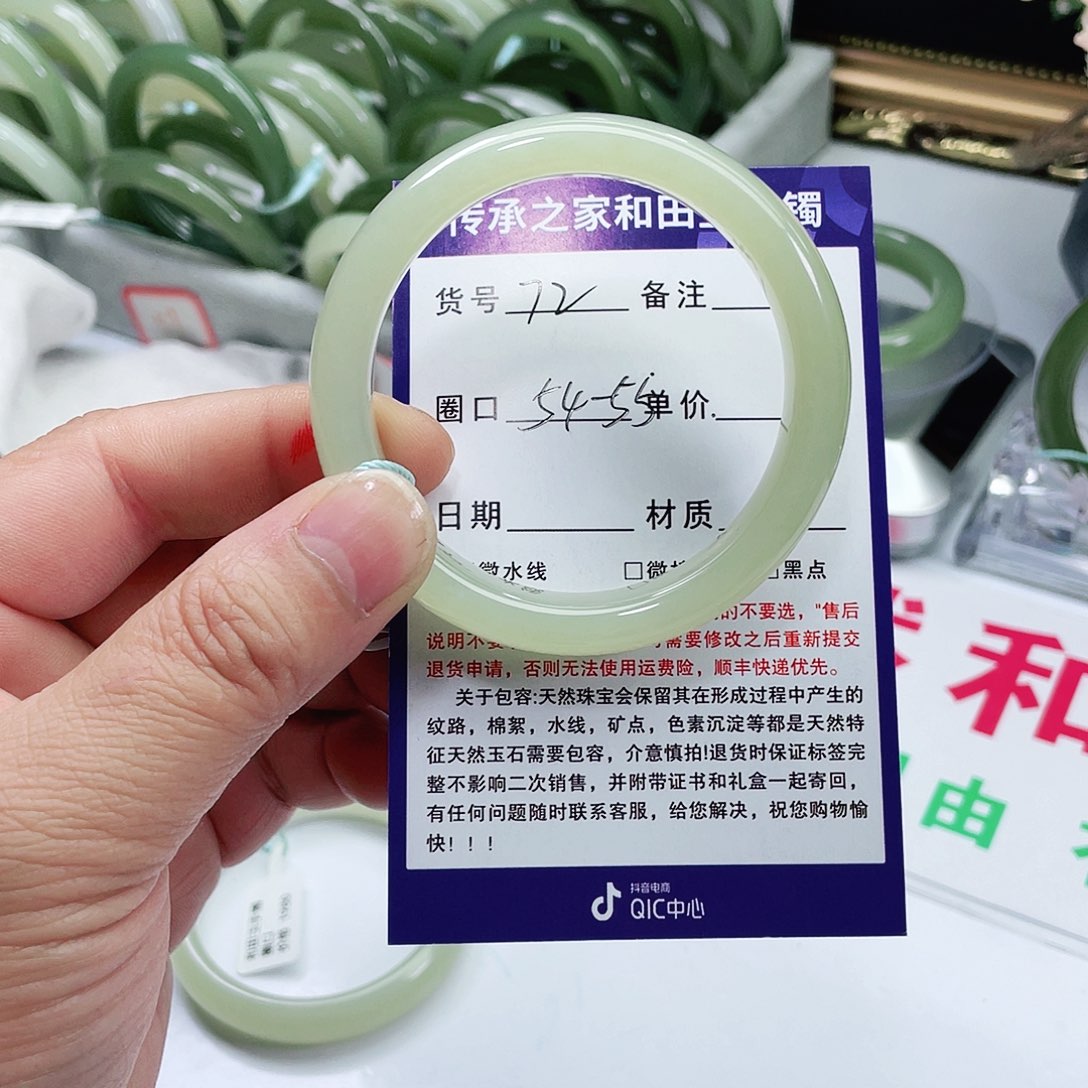 传承之家和田玉 镯
货号 72 备注
圈口 54-55 单价.
日期 材质
微水线 □微 □黑点
的不要选，"售后
说明不 需要修改之后重新提交
退货申请，否则无法使用运费险，顺丰快递优先。
关于包容:天然珠宝会保留其在形成过程中产生的
纹路，棉絮，水线，矿点，色素沉淀等都是天然特
征天然玉石需要包容，介意慎拍!退货时保证标签完
整不影响二次销售，并附带证书和礼盒一起寄回，
有任何问题随时联系客服，给您解决，祝您购物愉
快！！！
抖音电商
QIC中心
和
由